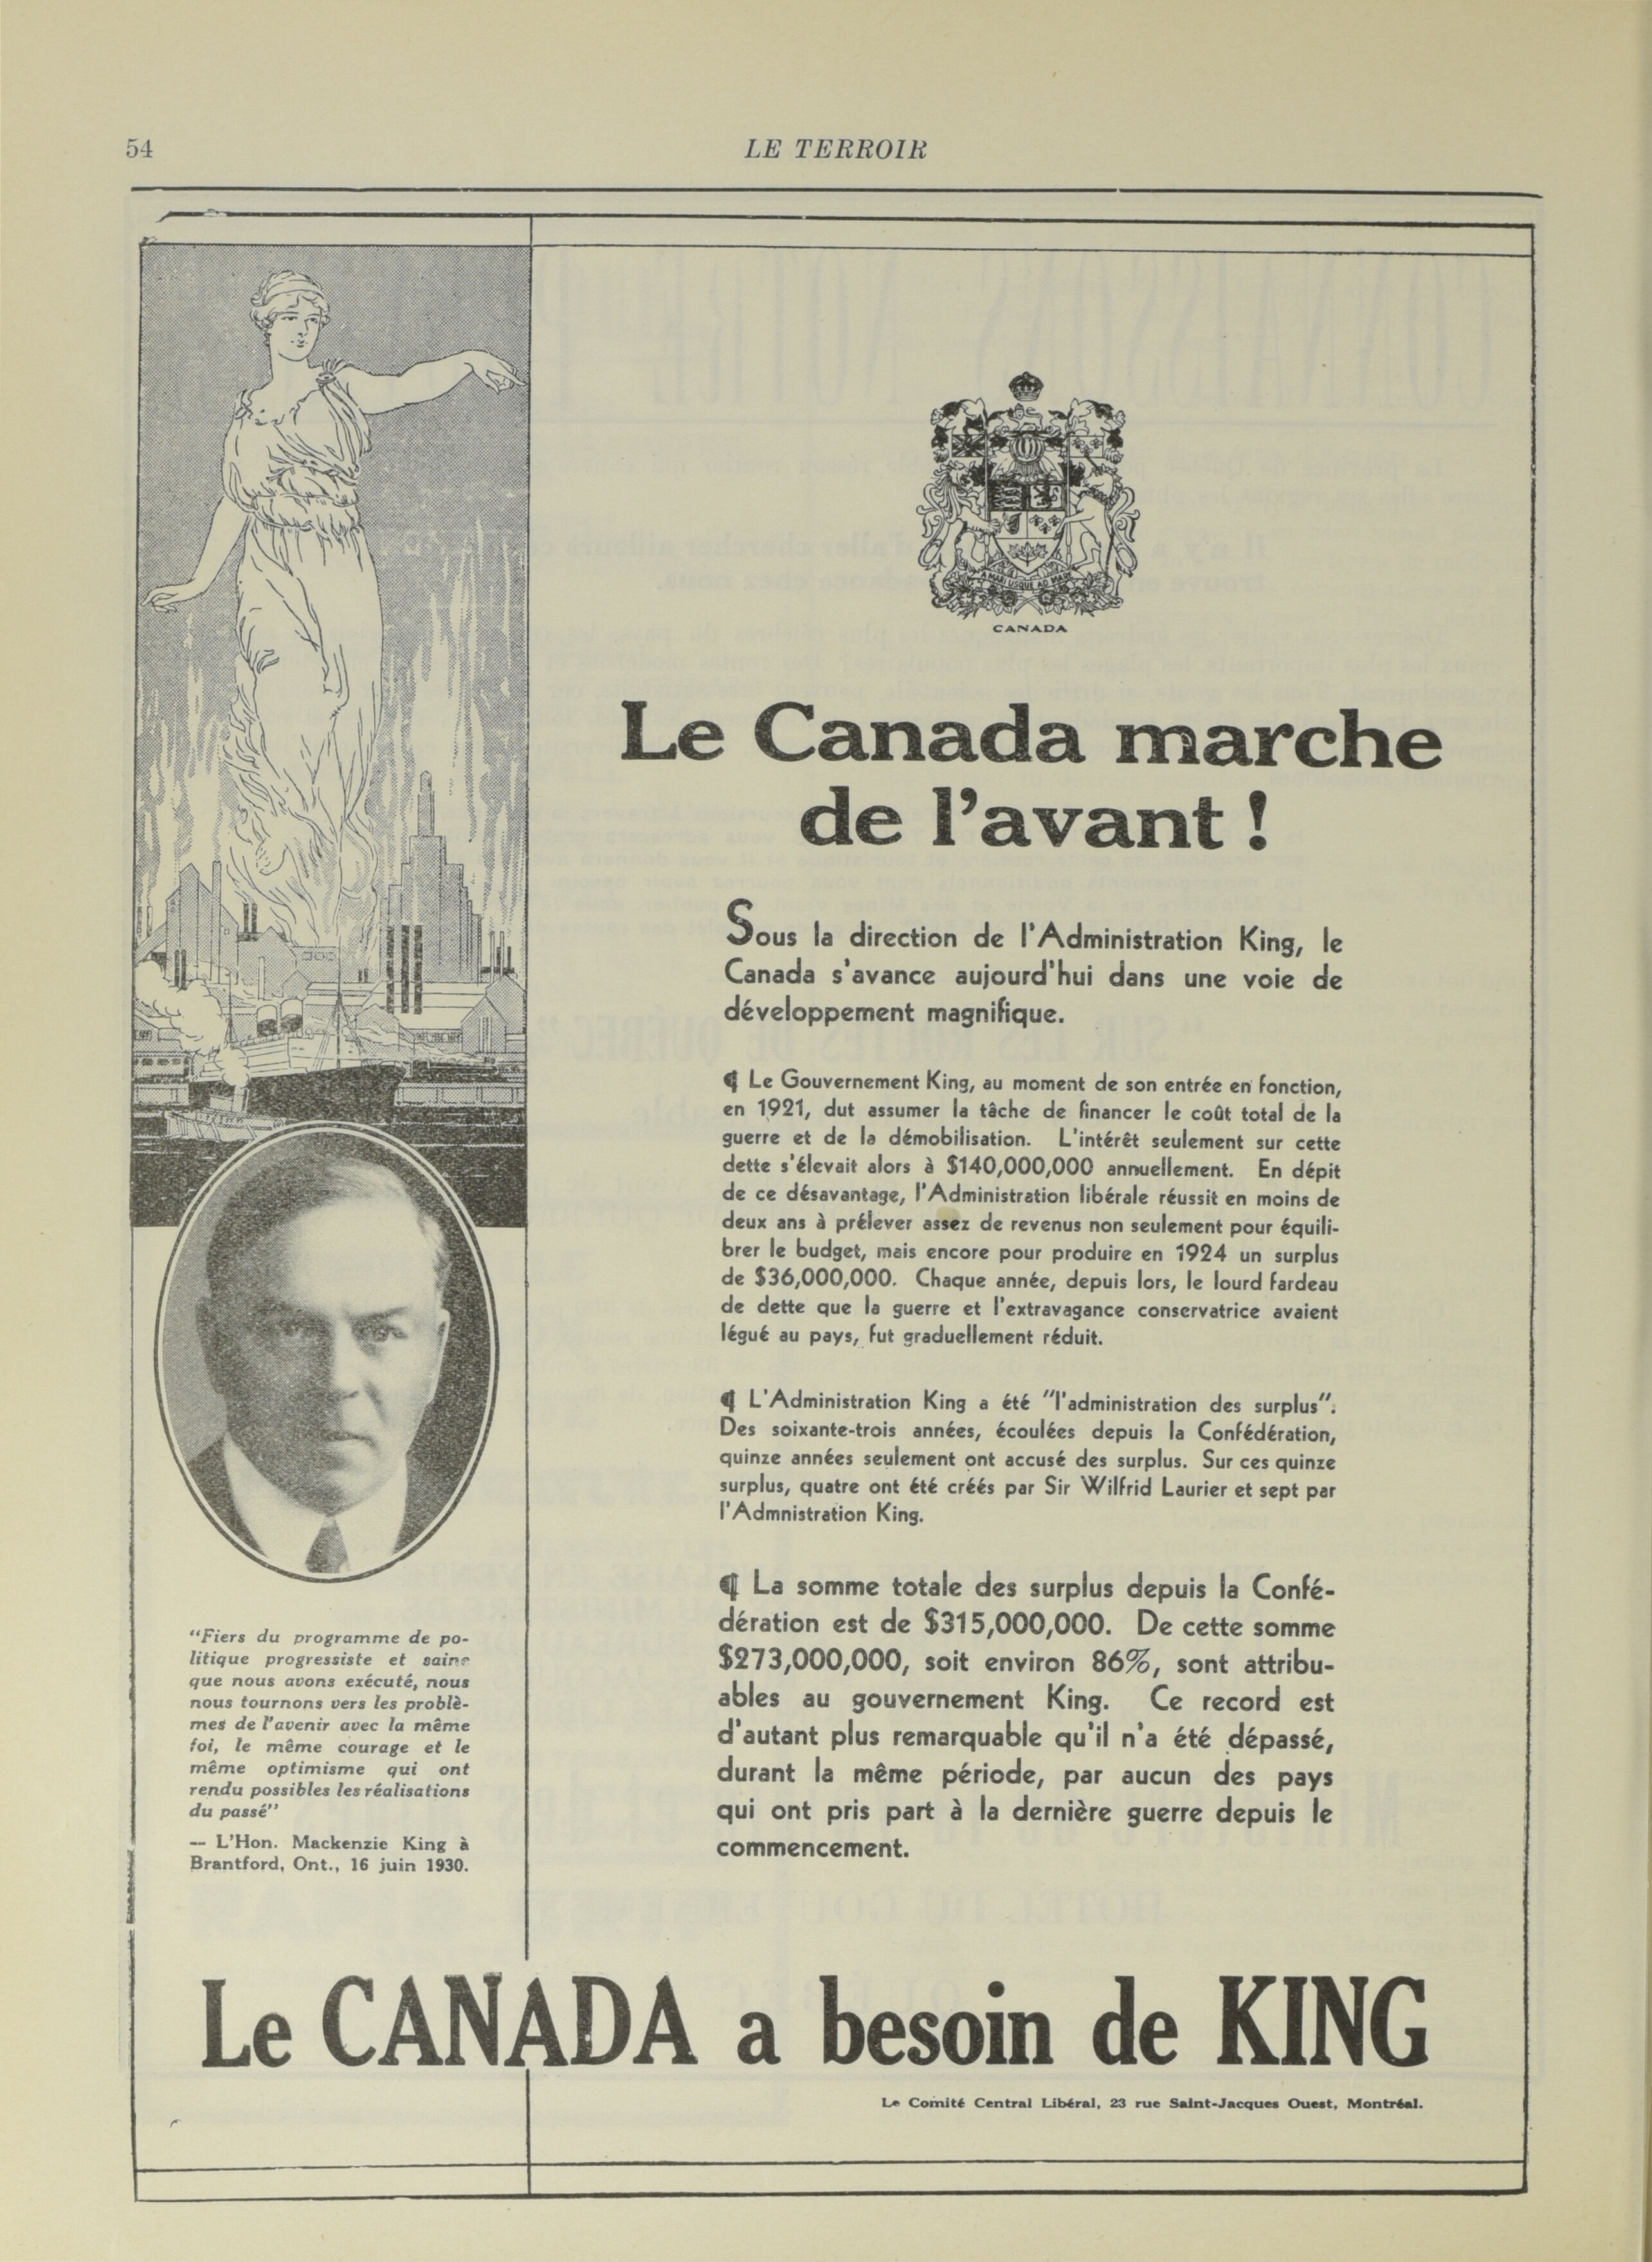 54
LE TERROIR
A MARI USQUE AD MARE
CANADA
Le Canada marche
de l'avant !
Sous la direction de l'Administration King, le
Canada s'avance aujourd'hui dans une voie de
développement magnifique.
¶ Le Gouvernement King, au moment de son entrée en fonction,
en 1921, dut assumer la tâche de financer le coût total de la
guerre et de la démobilisation. L'intérêt seulement sur cette
dette s'élevait alors à $140,000,000 annuellement. En dépit
de ce désavantage, l'Administration libérale réussit en moins de
deux ans à prélever assez de revenus non seulement pour équili-
brer le budget, mais encore pour produire en 1924 un surplus
de $36,000,000. Chaque année, depuis lors, le lourd fardeau
de dette que la guerre et l'extravagance conservatrice avaient
légué au pays, fut graduellement réduit.
¶ L'Administration King a été "l'administration des surplus".
Des soixante-trois années, écoulées depuis la Confédération,
quinze années seulement ont accusé des surplus. Sur ces quinze
surplus, quatre ont été créés par Sir Wilfrid Laurier et sept par
l'Admnistration King.
¶ La somme totale des surplus depuis la Confé-
dération est de $315,000,000. De cette somme
$273,000,000, soit environ 86%, sont attribu-
ables au gouvernement King. Ce record est
d'autant plus remarquable qu'il n'a été dépassé,
durant la même période, par aucun des pays
qui ont pris part à la dernière guerre depuis le
commencement.
"Fiers du programme de po-
litique progressiste et saine
que nous avons exécuté, nous
nous tournons vers les problè-
mes de l'avenir avec la même
foi, le même courage et le
même optimisme qui ont
rendu possibles les réalisations
du passé"
— L'Hon. Mackenzie King à
Brantford, Ont., 16 juin 1930.
Le CANADA a besoin de KING
Le Comité Central Libéral, 23 rue Saint-Jacques Ouest, Montréal.